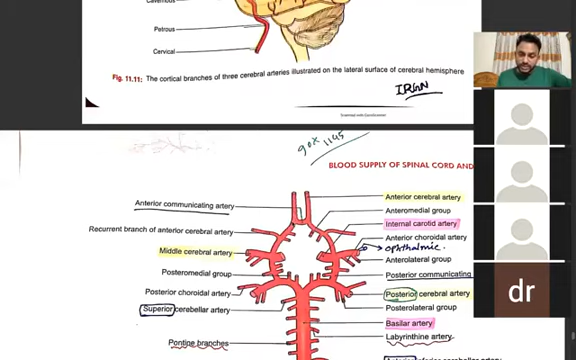 Cavernous
Petrous
Cervical
Fig. 11.11: The cortical branches of three cerebral arteries illustrated on the lateral surface of cerebral hemisphere
BLOOD SUPPLY OF SPINAL CORD AND
Anterior communicating artery
Anterior cerebral artery
Anteromedial group
Recurrent branch of anterior cerebral artery
Internal carotid artery
Anterior choroidal artery
ophthalmic
Middle cerebral artery
Anterolateral group
Posteromedial group
Posterior communicating
Posterior choroidal artery
Posterior cerebral artery
Superior cerebellar artery
Posterolateral group
Basilar artery
Pontine branches
Labyrinthine artery
dr